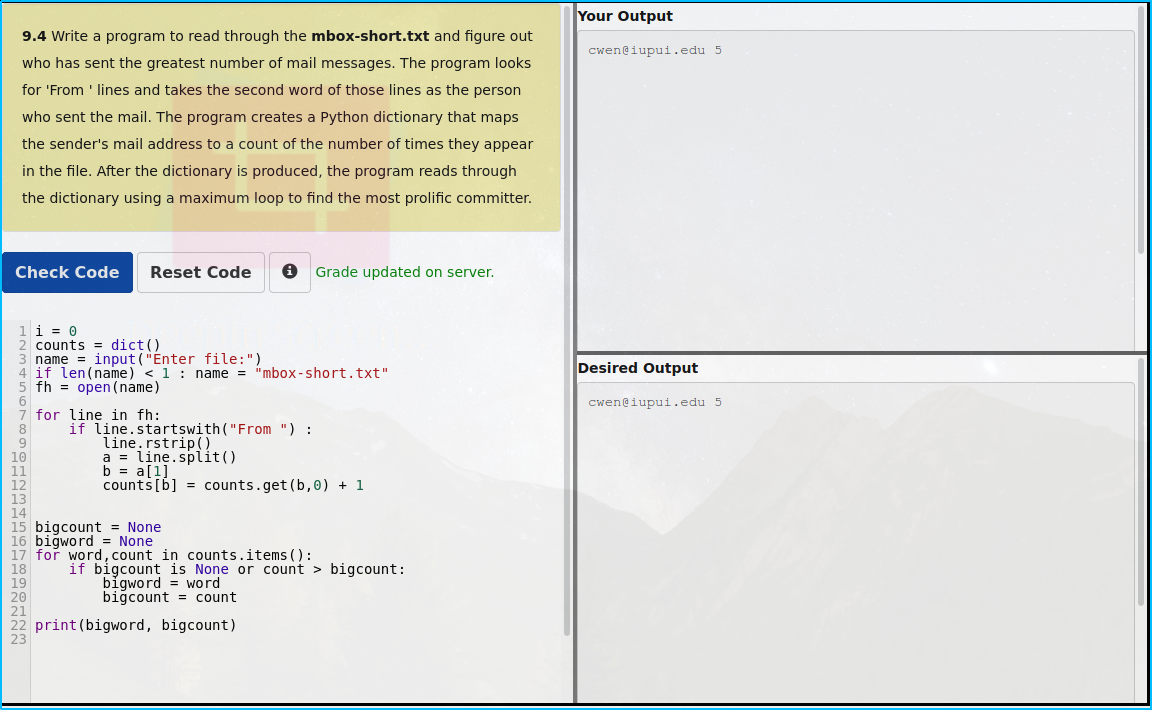 9.4 Write a program to read through the mbox-short.txt and figure out
who has sent the greatest number of mail messages. The program looks
for 'From ' lines and takes the second word of those lines as the person
who sent the mail. The program creates a Python dictionary that maps
the sender's mail address to a count of the number of times they appear
in the file. After the dictionary is produced, the program reads through
the dictionary using a maximum loop to find the most prolific committer.
Check Code Reset Code Grade updated on server.
1 i = 0
2 counts = dict()
3 name = input("Enter file:")
4 if len(name) < 1 : name = "mbox-short.txt"
5 fh = open(name)
6
7 for line in fh:
8     if line.startswith("From ") :
9         line.rstrip()
10         a = line.split()
11         b = a[1]
12         counts[b] = counts.get(b,0) + 1
13
14
15 bigcount = None
16 bigword = None
17 for word,count in counts.items():
18     if bigcount is None or count > bigcount:
19         bigword = word
20         bigcount = count
21
22 print(bigword, bigcount)
23
Your Output
cwen@iupui.edu 5
Desired Output
cwen@iupui.edu 5